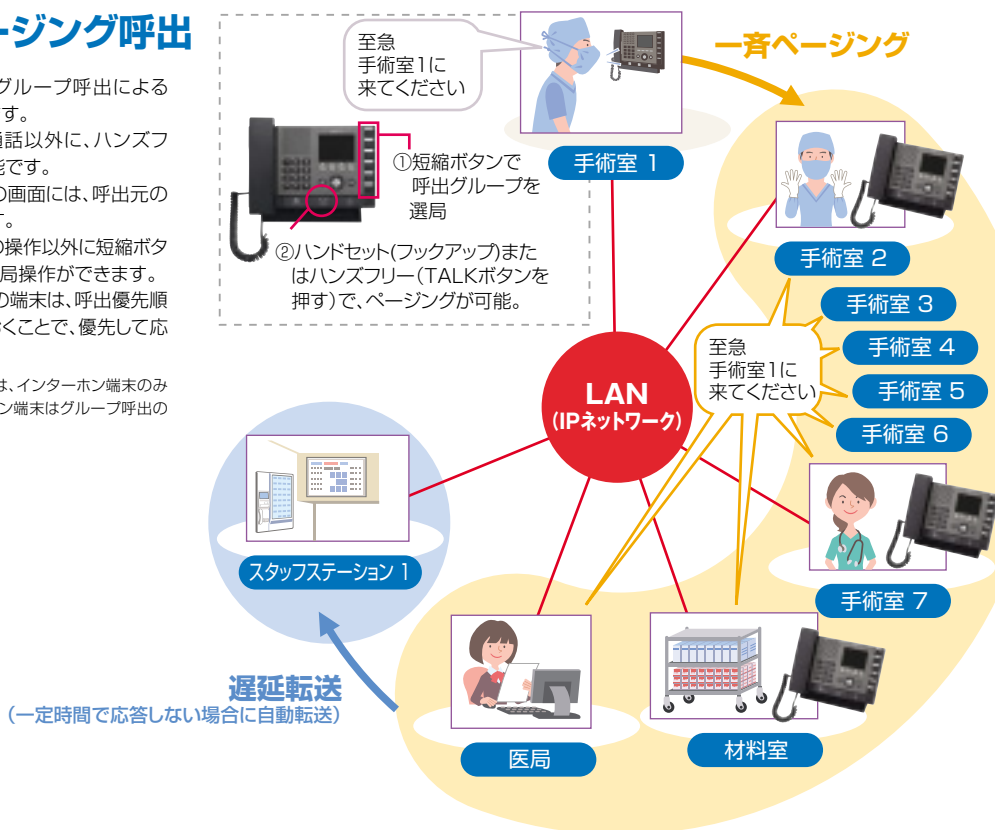 ージング呼出
グループ呼出による
す。
通話以外に、ハンズフ
能です。
の画面には、呼出元の
す。
の操作以外に短縮ボタ
局操作ができます。
の端末は、呼出優先順
おくことで、優先して応
は、インターホン端末のみ
ン端末はグループ呼出の
至急
手術室1に
来てください
①短縮ボタンで
呼出グループを
選局
②ハンドセット(フックアップ)また
はハンズフリー(TALKボタンを
押す)で、ページングが可能。
手術室 1
一斉ページング
手術室 2
手術室 3
手術室 4
手術室 5
手術室 6
至急
手術室1に
来てください
手術室 7
LAN
(IPネットワーク)
スタッフステーション 1
遅延転送
(一定時間で応答しない場合に自動転送)
医局
材料室